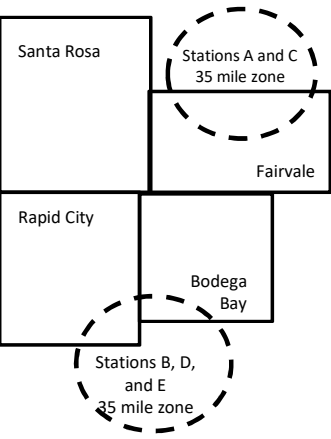 Santa Rosa
Stations A and C
35 mile zone
Fairvale
Rapid City
Bodega
Bay
Stations B, D,
and E
35 mile zone